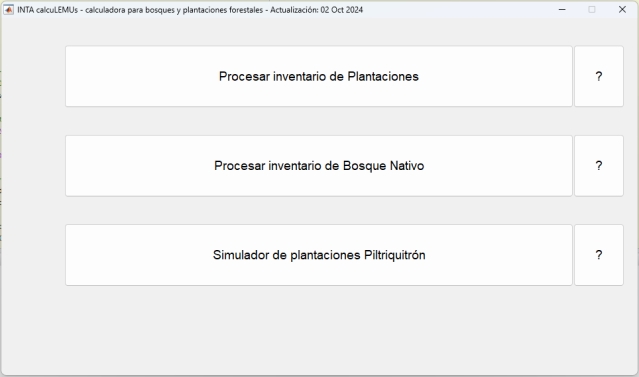 INTA calcuLEMUs - calculadora para bosques y plantaciones forestales - Actualización: 02 Oct 2024
Procesar inventario de Plantaciones
?
Procesar inventario de Bosque Nativo
?
Simulador de plantaciones Piltriquitrón
?